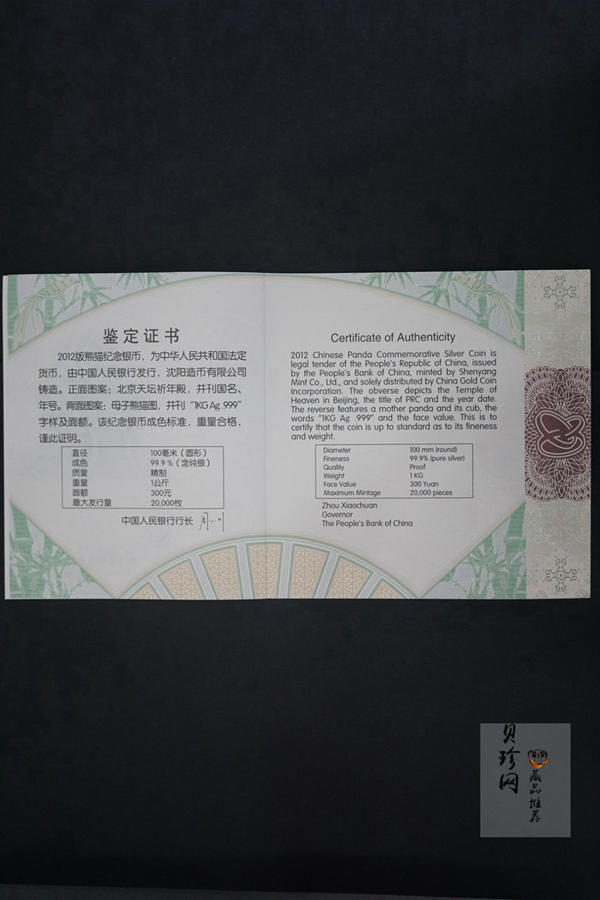 鉴定证书
2012版熊猫纪念银币，为中华人民共和国法定
货币，由中国人民银行发行，沈阳造币有限公司
铸造。正面图案：北京天坛祈年殿，并刊国名、
年号。背面图案：母子熊猫图，并刊“1KG Ag .999”
字样及面额。该纪念银币成色标准，重量合格，
谨此证明。
直径 100毫米（圆形）
成色 99.9％（含纯银）
质量 精制
重量 1公斤
面额 300元
最大发行量 20,000枚
中国人民银行行长
Certificate of Authenticity
2012 Chinese Panda Commemorative Silver Coin is
legal tender of the People's Republic of China, issued
by the People's Bank of China, minted by Shenyang
Mint Co., Ltd., and solely distributed by China Gold Coin
Incorporation. The obverse depicts the Temple of
Heaven in Beijing, the title of PRC and the year date.
The reverse features a mother panda and its cub, the
words "1KG Ag .999" and the face value. This is to
certify that the coin is up to standard as to its fineness
and weight.
Diameter 100 mm (round)
Fineness 99.9% (pure silver)
Quality Proof
Weight 1 KG
Face Value 300 Yuan
Maximum Mintage 20,000 pieces
Zhou Xiaochuan
Governor
The People's Bank of China
贝珍网
藏品推荐